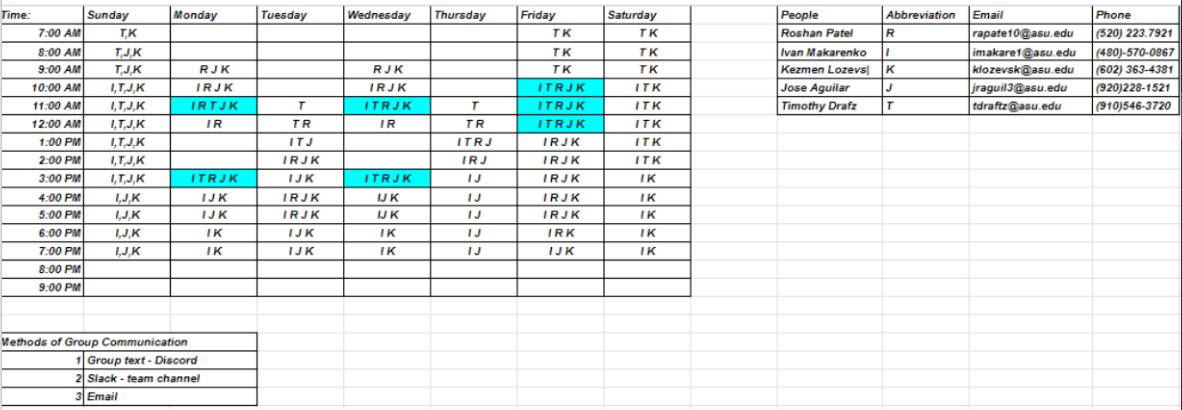 Time: Sunday Monday Tuesday Wednesday Thursday Friday Saturday People Abbreviation Email Phone
7:00 AM T,K T K T K Roshan Patel R rapate10@asu.edu (520) 223.7921
8:00 AM T,J,K T K T K Ivan Makarenko I imakare1@asu.edu (480)-570-0867
9:00 AM T,J,K R J K R J K T K T K Kezmen Lozevs klozevsk@asu.edu (602) 363-4381 K
10:00 AM I,T,J,K I R J K I R J K I T R J K I T K Jose Aguilar J jraguil3@asu.edu (920)228-1521
11:00 AM I,T,J,K I R T J K T I T R J K T I T R J K I T K Timothy Drafz T tdraftz@asu.edu (910)546-3720
12:00 AM I,T,J,K I R T R I R T R I T R J K I T K
1:00 PM I,T,J,K I T J I T R J I R J K I T K
2:00 PM I,T,J,K I R J K I R J I R J K I T K
3:00 PM I,T,J,K I T R J K I J K I T R J K I J I R J K I K
4:00 PM I,J,K I J K I R J K IJ K I J I R J K I K
5:00 PM I,J,K I J K I R J K IJ K I J I R J K I K
6:00 PM I,J,K I K I J K I K I J I R K I K
7:00 PM I,J,K I K I J K I K I J I J K I K
8:00 PM
9:00 PM
Methods of Group Communication
1 Group text - Discord
2 Slack - team channel
3 Email